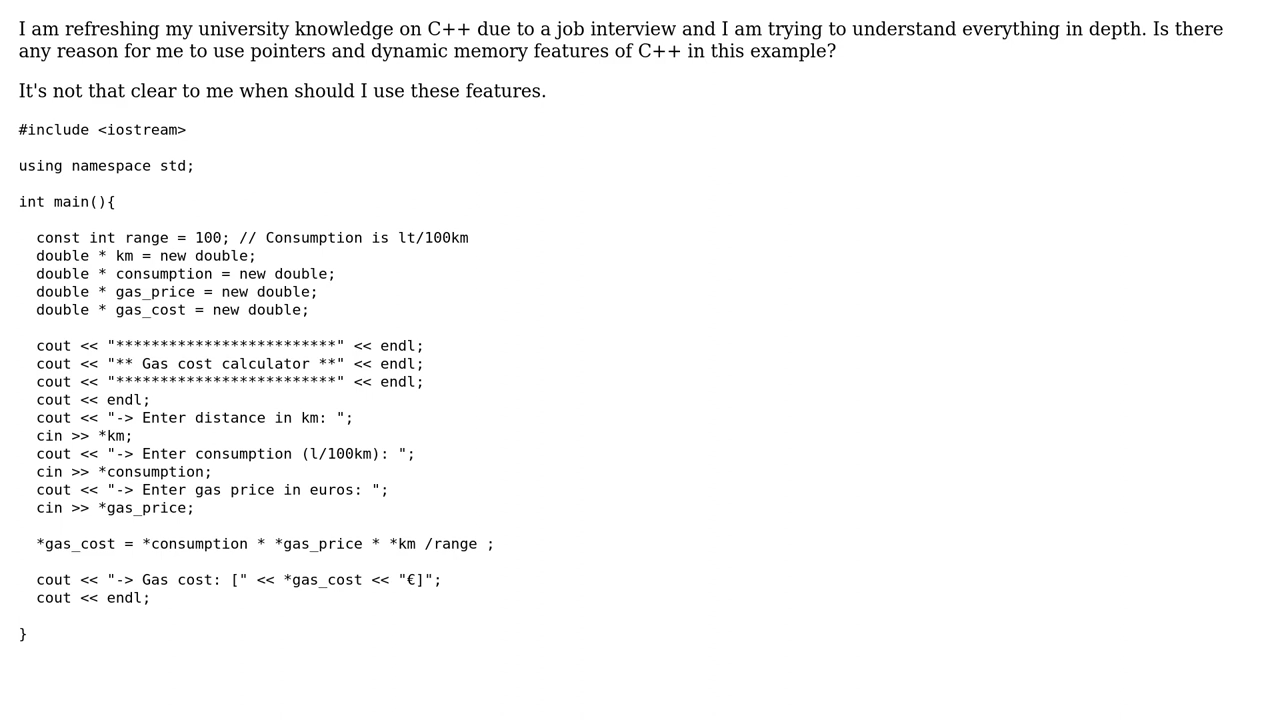 I am refreshing my university knowledge on C++ due to a job interview and I am trying to understand everything in depth. Is there
any reason for me to use pointers and dynamic memory features of C++ in this example?
It's not that clear to me when should I use these features.
#include <iostream>
using namespace std;
int main(){
  const int range = 100; // Consumption is lt/100km
  double * km = new double;
  double * consumption = new double;
  double * gas_price = new double;
  double * gas_cost = new double;
  cout << "*************************" << endl;
  cout << "** Gas cost calculator **" << endl;
  cout << "*************************" << endl;
  cout << endl;
  cout << "-> Enter distance in km: ";
  cin >> *km;
  cout << "-> Enter consumption (l/100km): ";
  cin >> *consumption;
  cout << "-> Enter gas price in euros: ";
  cin >> *gas_price;
  *gas_cost = *consumption * *gas_price * *km /range ;
  cout << "-> Gas cost: [" << *gas_cost << "€]";
  cout << endl;
}